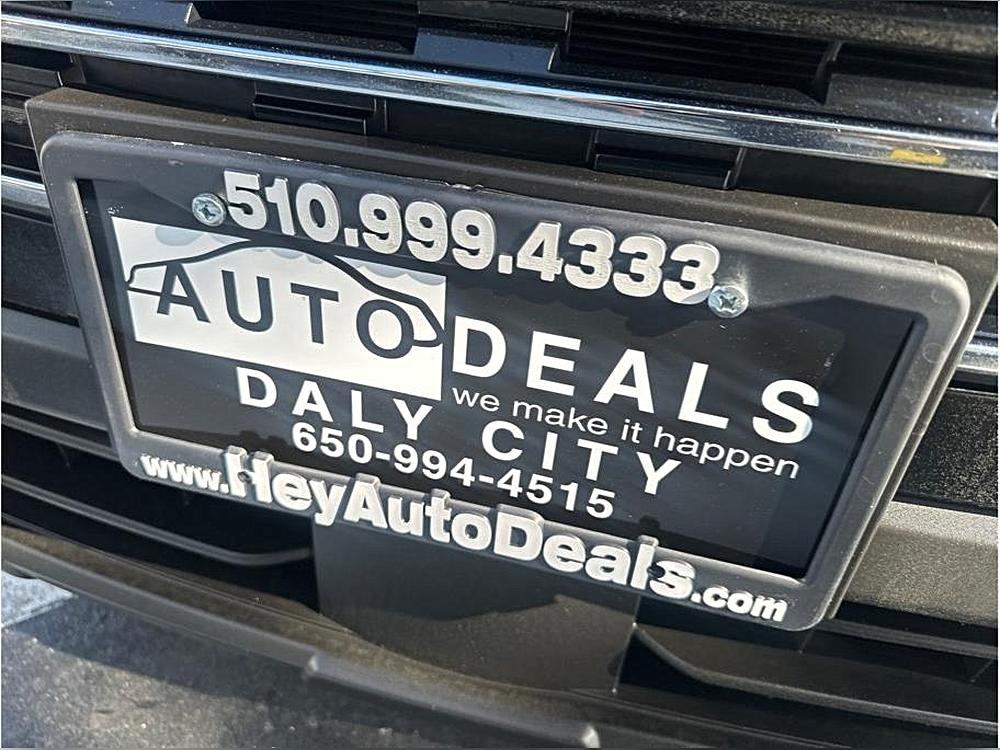 510.999.4333
AUTO DEALS
we make it happen
DALY CITY
650-994-4515
www.HeyAutoDeals.com